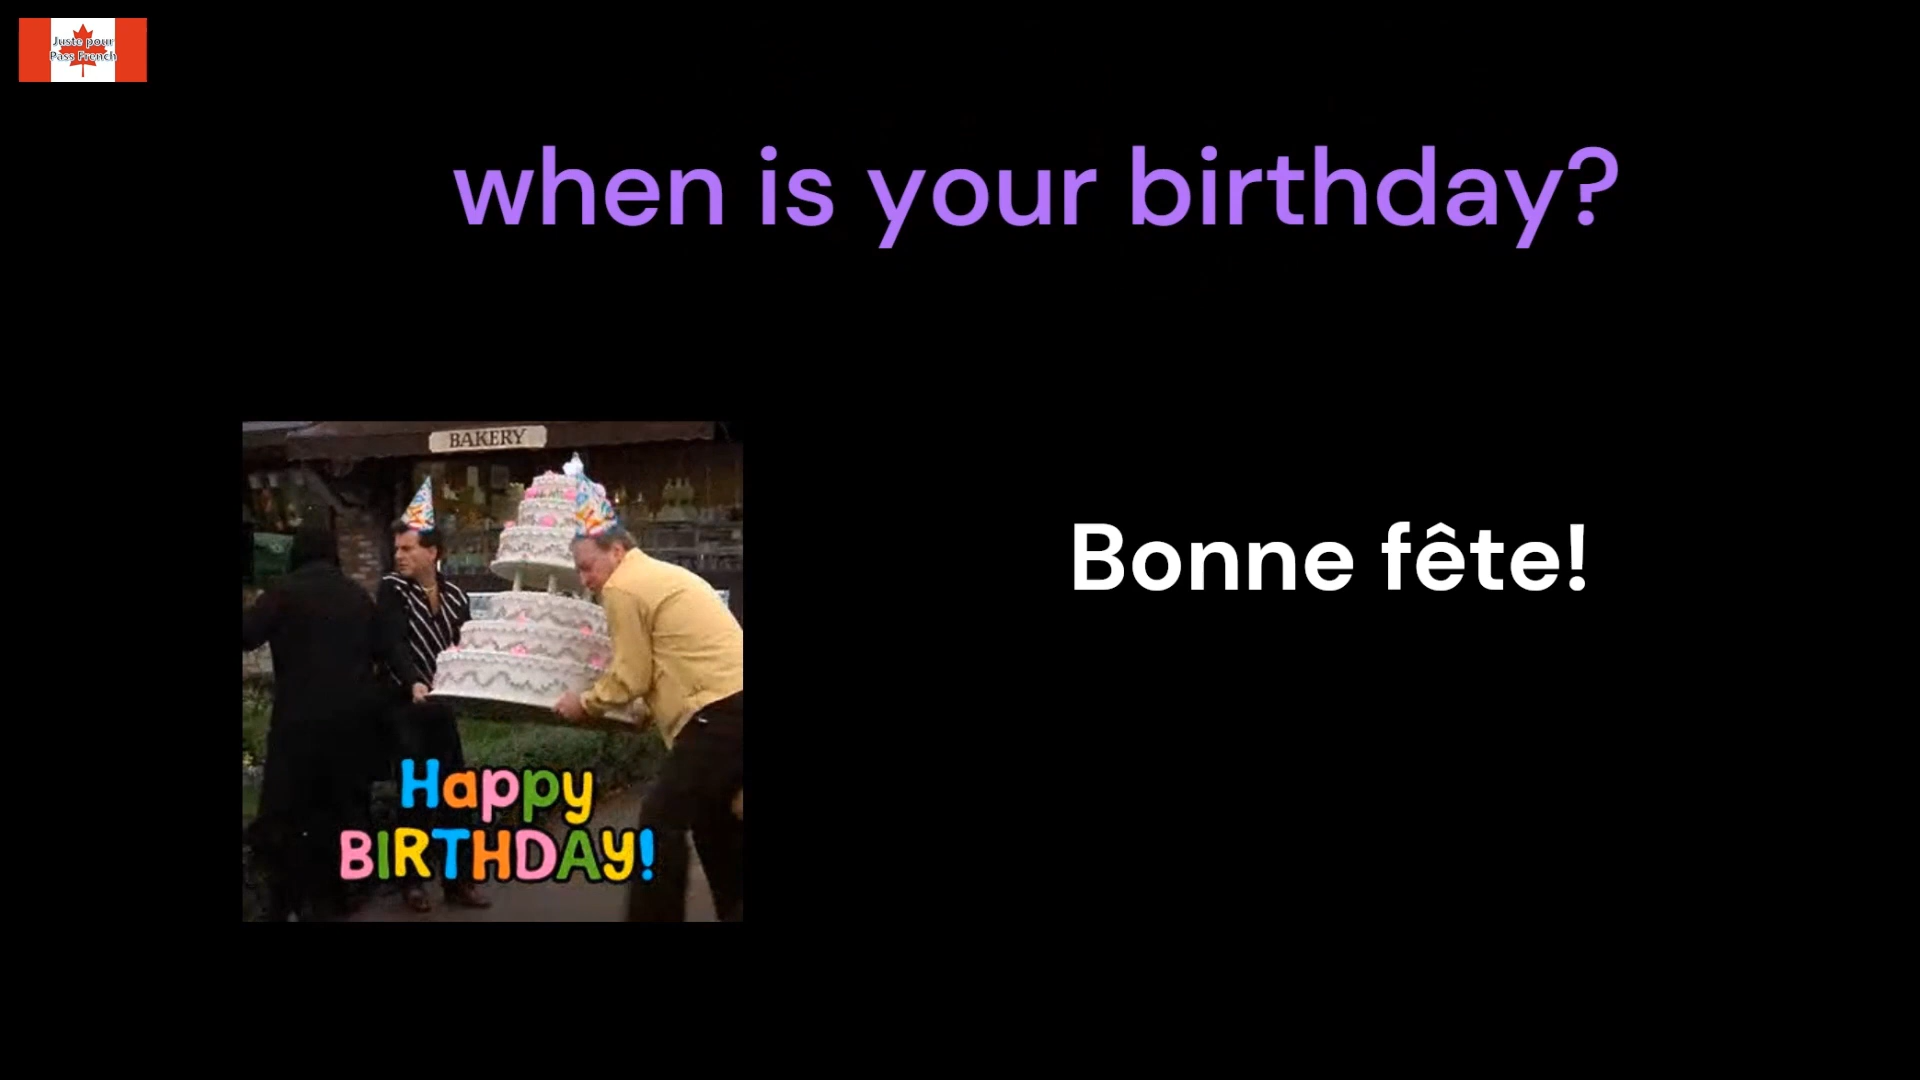 Juste pour
Pass French
when is your birthday?
BAKERY
Bonne fête!
Happy
BIRTHDAY!